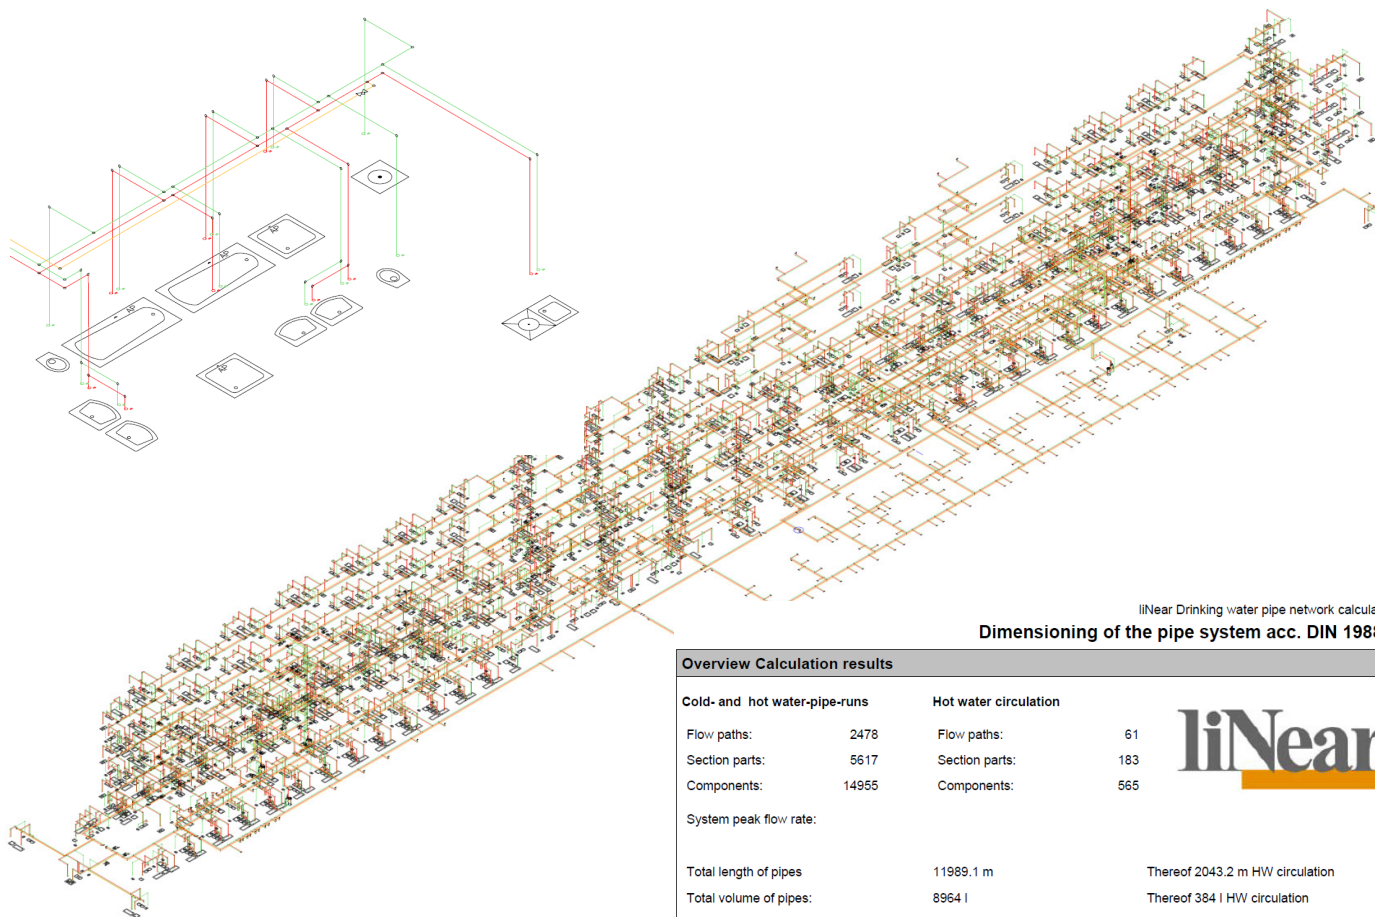 liNear Drinking water pipe network calcula
Dimensioning of the pipe system acc. DIN 1988
Overview Calculation results
Cold- and hot water-pipe-runs Hot water circulation
Flow paths: 2478 Flow paths: 61
Section parts: 5617 Section parts: 183
Components: 14955 Components: 565
liNear
System peak flow rate:
Total length of pipes 11989.1 m Thereof 2043.2 m HW circulation
Total volume of pipes: 8964 l Thereof 384 l HW circulation